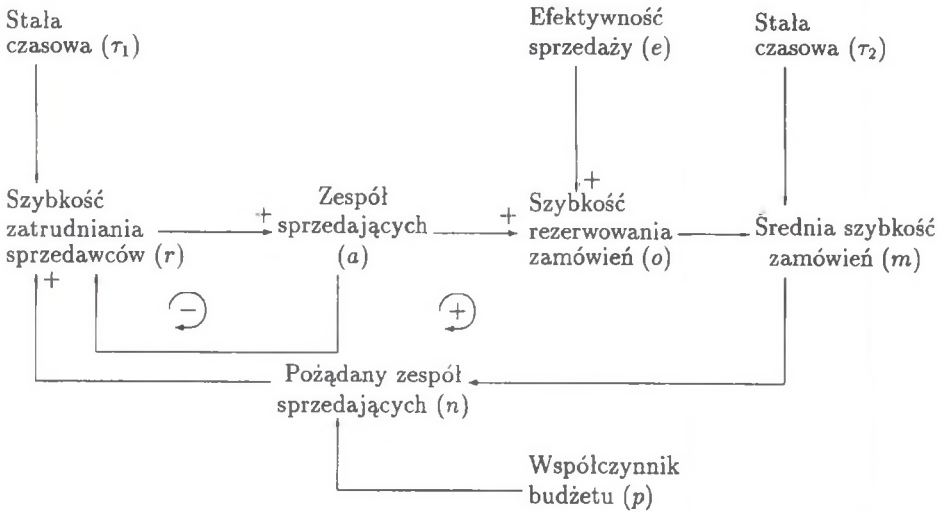 Stała
czasowa (τ₁)
Efektywność
sprzedaży (e)
Stała
czasowa (τ₂)
Szybkość
zatrudniania
sprzedawców (r)
+
+
Zespół
sprzedających
(a)
+
+
Szybkość
rezerwowania
zamówień (o)
Średnia szybkość
zamówień (m)
−
+
Pożądany zespół
sprzedających (n)
Współczynnik
budżetu (p)